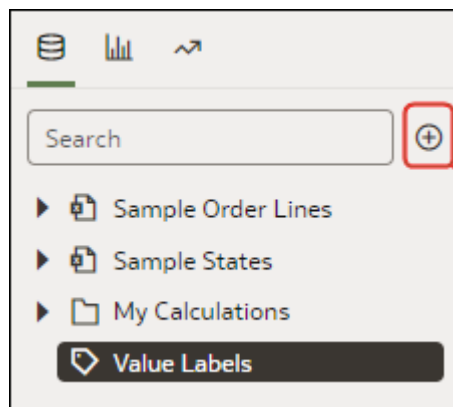 Search
Sample Order Lines
Sample States
My Calculations
Value Labels